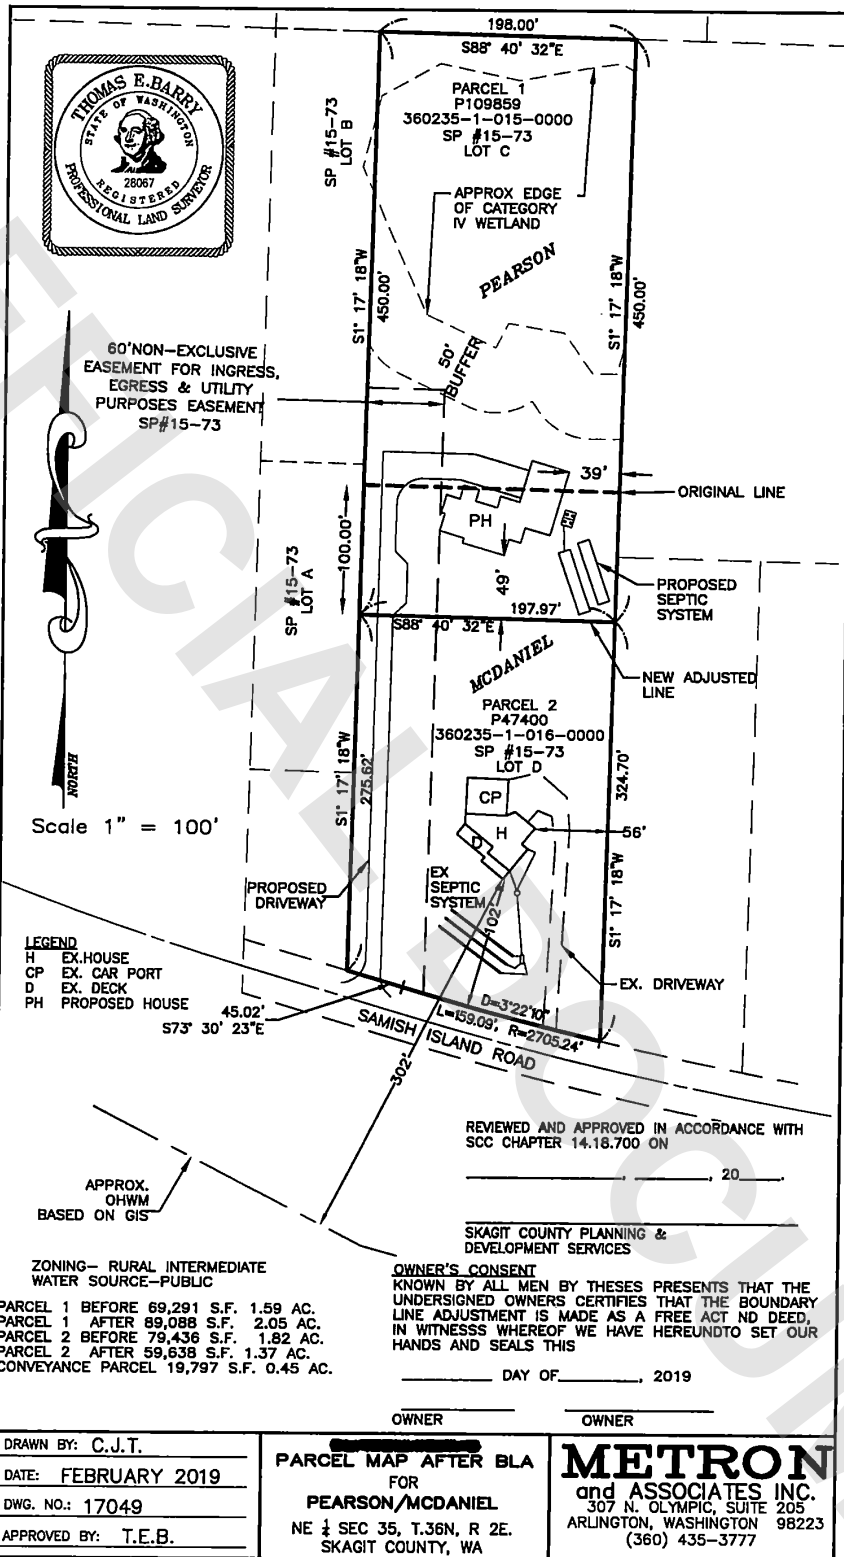 198.00'
S88° 40' 32"E
THOMAS E. BARRY
STATE OF WASHINGTON
28067
REGISTERED
PROFESSIONAL LAND SURVEYOR
SP #15-73
LOT B
PARCEL 1
P109859
360235-1-015-0000
SP #15-73
LOT C
APPROX EDGE
OF CATEGORY
IV WETLAND
PEARSON
S1° 17' 18"W
450.00'
S1° 17' 18"W
450.00'
50'
BUFFER
60'NON-EXCLUSIVE
EASEMENT FOR INGRESS,
EGRESS & UTILITY
PURPOSES EASEMENT
SP#15-73
39'
ORIGINAL LINE
PH
100.00'
49'
SP #15-73
LOT A
PROPOSED
SEPTIC
SYSTEM
197.97'
S88° 40' 32"E
MCDANIEL
NEW ADJUSTED
LINE
PARCEL 2
P47400
360235-1-016-0000
SP #15-73
LOT D
S1° 17' 18"W
275.62'
324.70'
S1° 17' 18"W
NORTH
Scale 1" = 100'
CP
H
D
56'
EX
SEPTIC
SYSTEM
102'
PROPOSED
DRIVEWAY
EX. DRIVEWAY
LEGEND
H EX.HOUSE
CP EX. CAR PORT
D EX. DECK
PH PROPOSED HOUSE
45.02'
S73° 30' 23"E
D=3°22'10"
L=159.09', R=2705.24'
SAMISH ISLAND ROAD
302'
APPROX.
OHWM
BASED ON GIS
REVIEWED AND APPROVED IN ACCORDANCE WITH
SCC CHAPTER 14.18.700 ON
, , 20 .
SKAGIT COUNTY PLANNING &
DEVELOPMENT SERVICES
ZONING- RURAL INTERMEDIATE
WATER SOURCE-PUBLIC
PARCEL 1 BEFORE 69,291 S.F. 1.59 AC.
PARCEL 1 AFTER 89,088 S.F. 2.05 AC.
PARCEL 2 BEFORE 79,436 S.F. 1.82 AC.
PARCEL 2 AFTER 59,638 S.F. 1.37 AC.
CONVEYANCE PARCEL 19,797 S.F. 0.45 AC.
OWNER'S CONSENT
KNOWN BY ALL MEN BY THESES PRESENTS THAT THE
UNDERSIGNED OWNERS CERTIFIES THAT THE BOUNDARY
LINE ADJUSTMENT IS MADE AS A FREE ACT ND DEED,
IN WITNESSS WHEREOF WE HAVE HEREUNDTO SET OUR
HANDS AND SEALS THIS
DAY OF , 2019
OWNER OWNER
DRAWN BY: C.J.T.
DATE: FEBRUARY 2019
DWG. NO.: 17049
APPROVED BY: T.E.B.
PARCEL MAP AFTER BLA
FOR
PEARSON/MCDANIEL
NE ¼ SEC 35, T.36N, R 2E.
SKAGIT COUNTY, WA
METRON
and ASSOCIATES INC.
307 N. OLYMPIC, SUITE 205
ARLINGTON, WASHINGTON 98223
(360) 435-3777